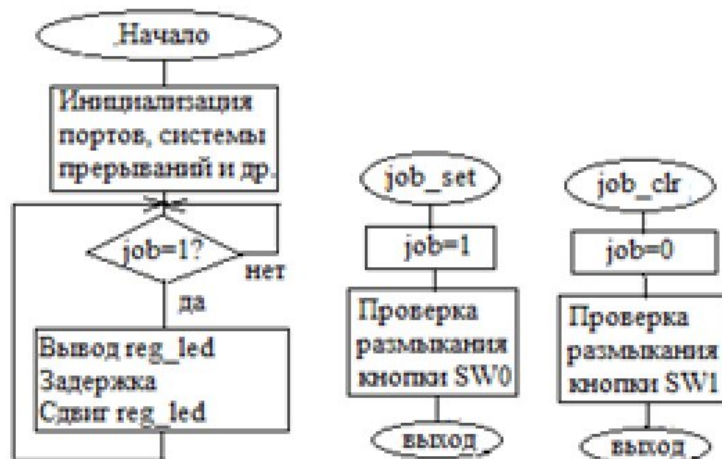 Начало
Инициализация
портов, системы
прерываний и др.
job=1?
нет
да
Вывод reg_led
Задержка
Сдвиг reg_led
job_set
job=1
Проверка
размыкания
кнопки SW0
выход
job_clr
job=0
Проверка
размыкания
кнопки SW1
выход